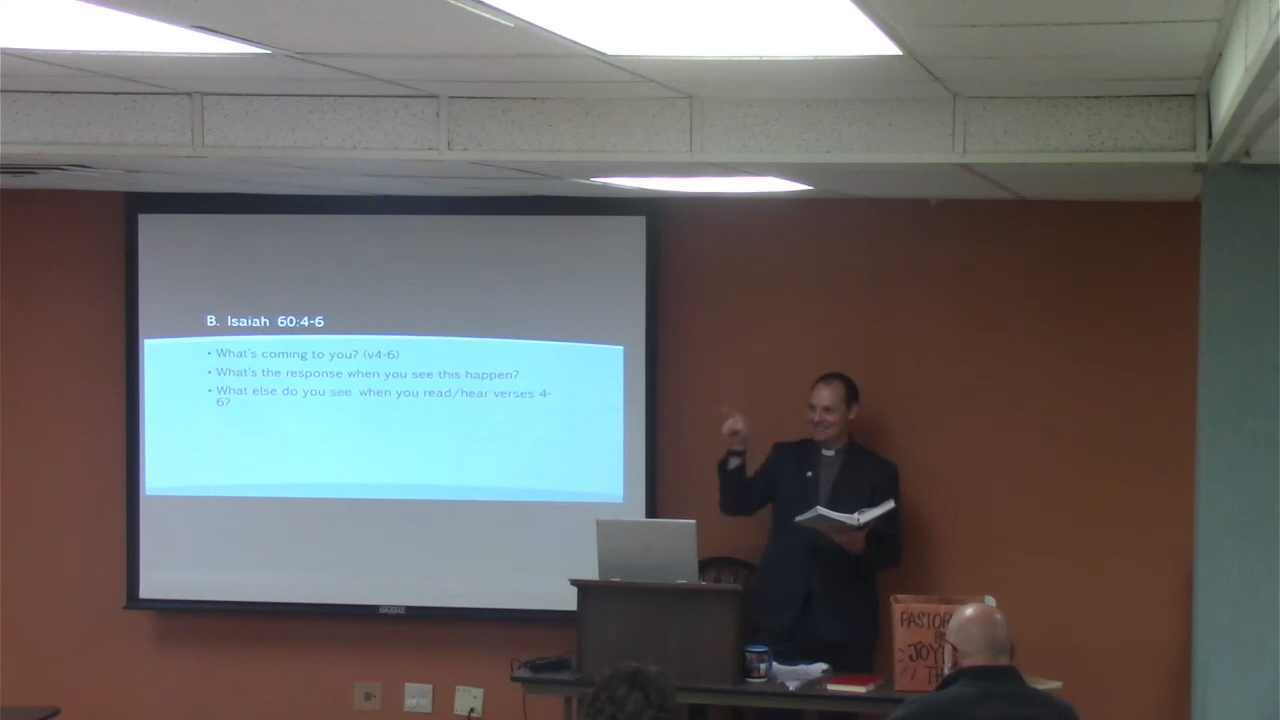 B. Isaiah 60:4-6
• What's coming to you? (v4-6)
• What's the response when you see this happen?
• What else do you see when you read/hear verses 4-
6?
PASTOR
JOY